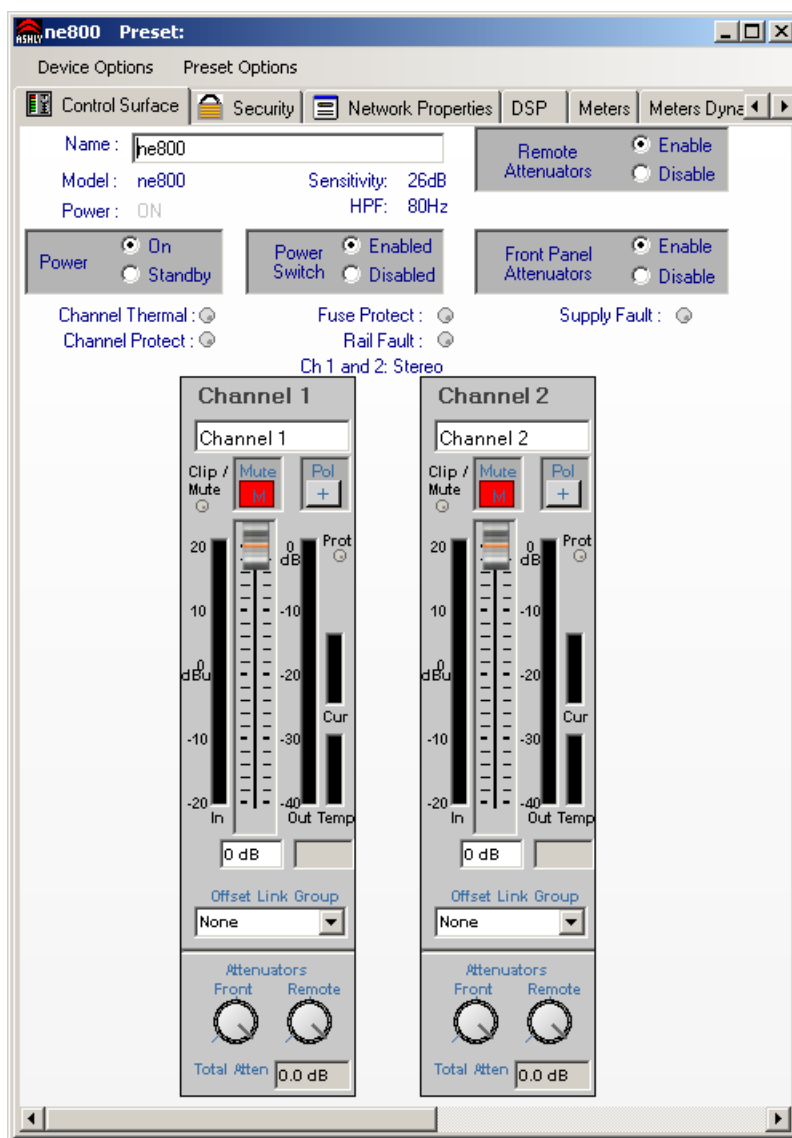 ASHLY ne800 Preset:
Device Options Preset Options
Control Surface Security Network Properties DSP Meters Meters Dyna
Name : ne800
Model : ne800 Sensitivity: 26dB
Power : ON HPF: 80Hz
Remote Attenuators Enable Disable
Power On Standby
Power Switch Enabled Disabled
Front Panel Attenuators Enable Disable
Channel Thermal : Fuse Protect : Supply Fault :
Channel Protect : Rail Fault :
Ch 1 and 2: Stereo
Channel 1
Channel 1
Clip / Mute Mute M Pol +
20 10 0 dBu -10 -20 In
0 dB -10 -20 -30 -40 Out
Prot Cur Temp
0 dB
Offset Link Group
None
Attenuators
Front Remote
Total Atten 0.0 dB
Channel 2
Channel 2
Clip / Mute Mute M Pol +
20 10 0 dBu -10 -20 In
0 dB -10 -20 -30 -40 Out
Prot Cur Temp
0 dB
Offset Link Group
None
Attenuators
Front Remote
Total Atten 0.0 dB